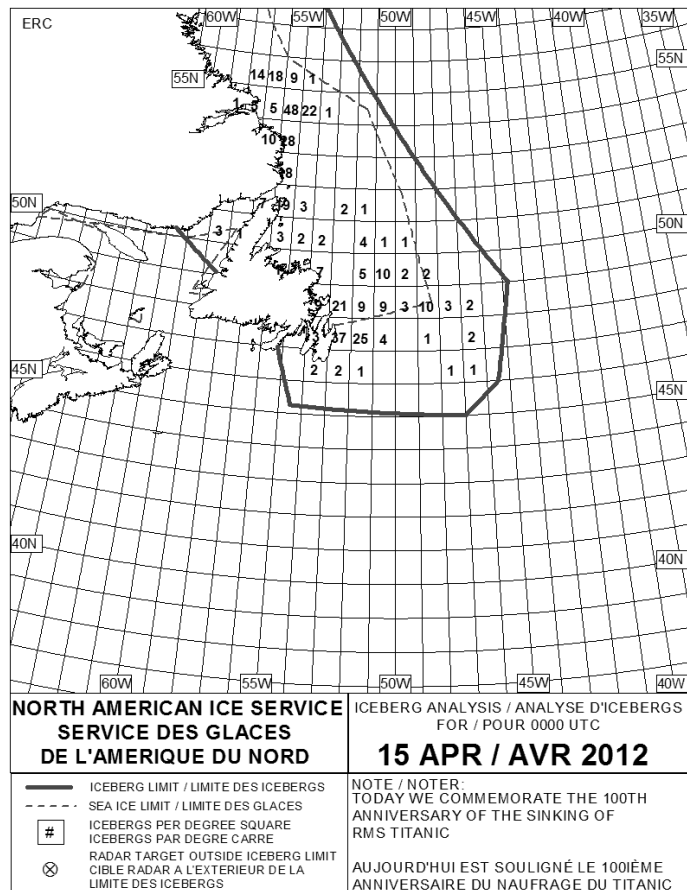 60W 55W 50W 45W 40W 35W
ERC
55N
55N
14 18 9 1
1 5 48 22 1
10 28
8
50N
9 3 2 1
50N
3
3 2 2 4 1 1
7 5 10 2 2
21 9 9 3 10 3 2
37 25 4 1 2
45N
2 2 1 1 1
45N
40N
40N
60W 55W 50W 45W 40W
NORTH AMERICAN ICE SERVICE
SERVICE DES GLACES
DE L'AMERIQUE DU NORD
ICEBERG ANALYSIS / ANALYSE D'ICEBERGS
FOR / POUR 0000 UTC
15 APR / AVR 2012
ICEBERG LIMIT / LIMITE DES ICEBERGS
SEA ICE LIMIT / LIMITE DES GLACES
# ICEBERGS PER DEGREE SQUARE
ICEBERGS PAR DEGRE CARRE
RADAR TARGET OUTSIDE ICEBERG LIMIT
CIBLE RADAR A L'EXTERIEUR DE LA
LIMITE DES ICEBERGS
NOTE / NOTER:
TODAY WE COMMEMORATE THE 100TH
ANNIVERSARY OF THE SINKING OF
RMS TITANIC
AUJOURD'HUI EST SOULIGNÉ LE 100IÈME
ANNIVERSAIRE DU NAUFRAGE DU TITANIC